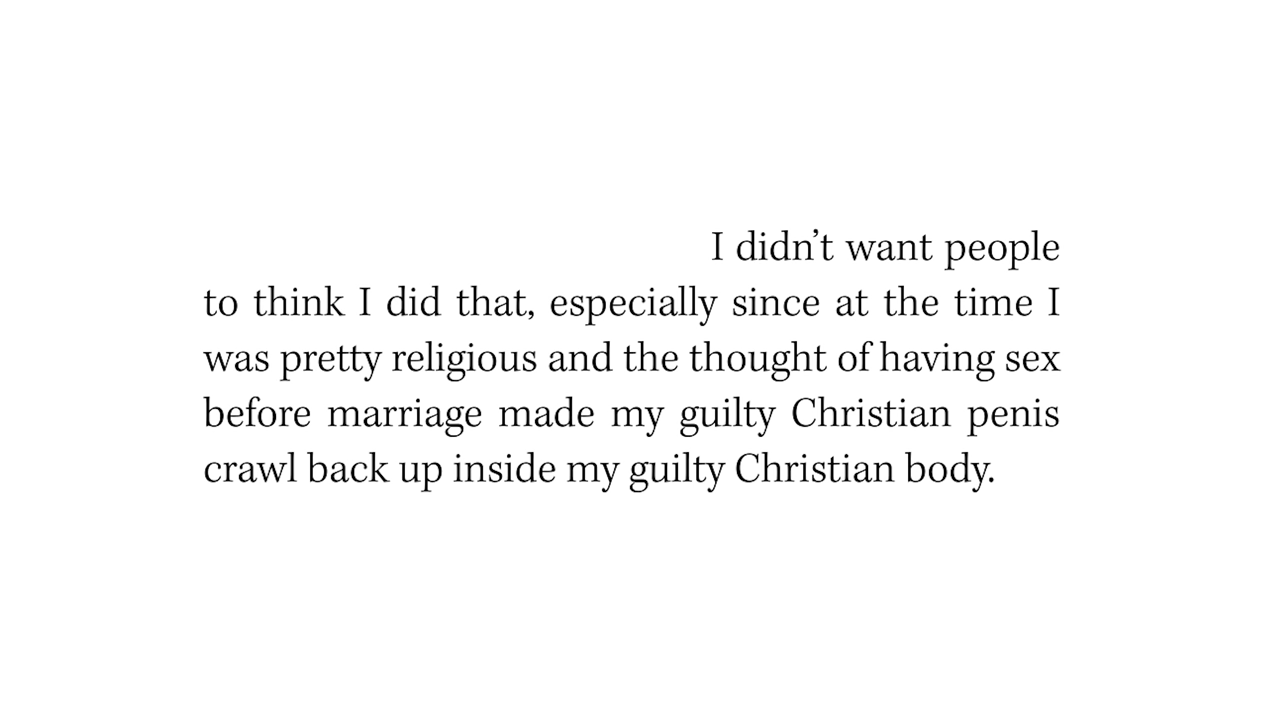 I didn’t want people
to think I did that, especially since at the time I
was pretty religious and the thought of having sex
before marriage made my guilty Christian penis
crawl back up inside my guilty Christian body.